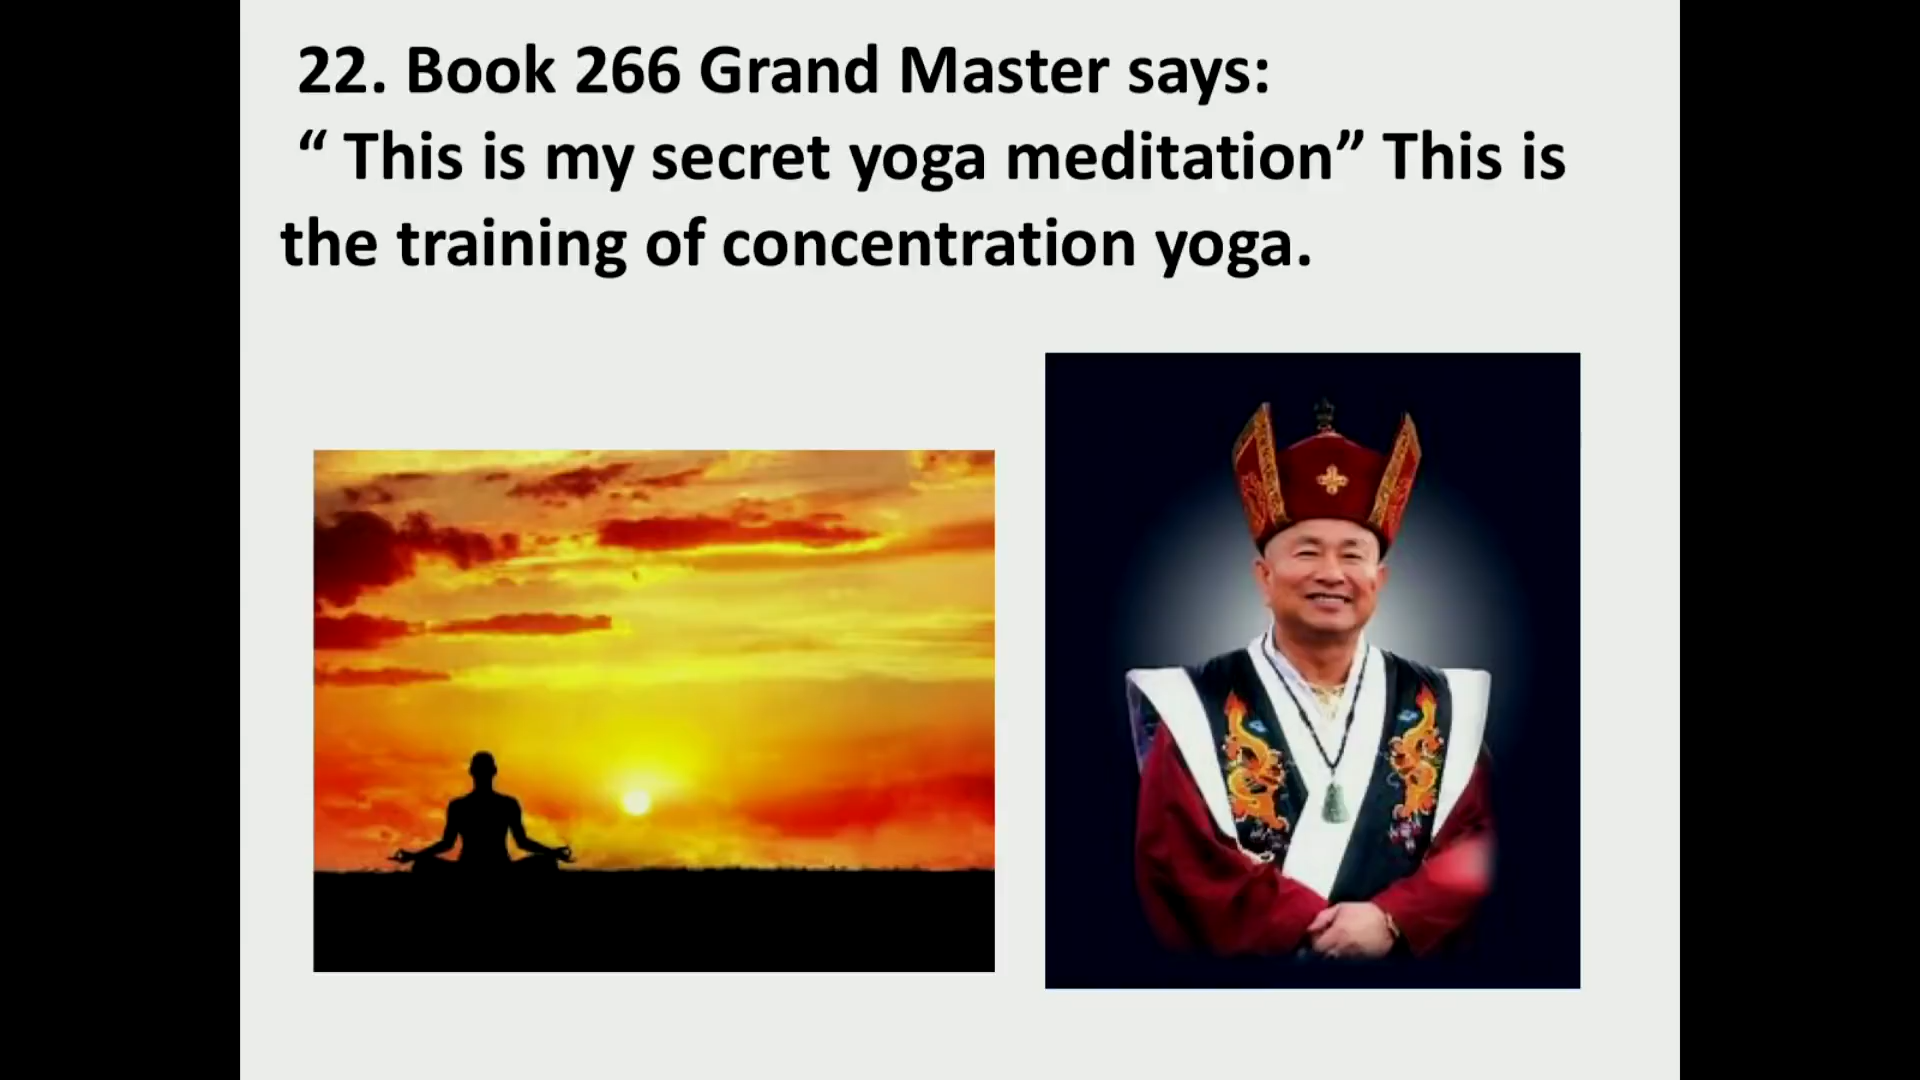 22. Book 266 Grand Master says:
“ This is my secret yoga meditation” This is
the training of concentration yoga.